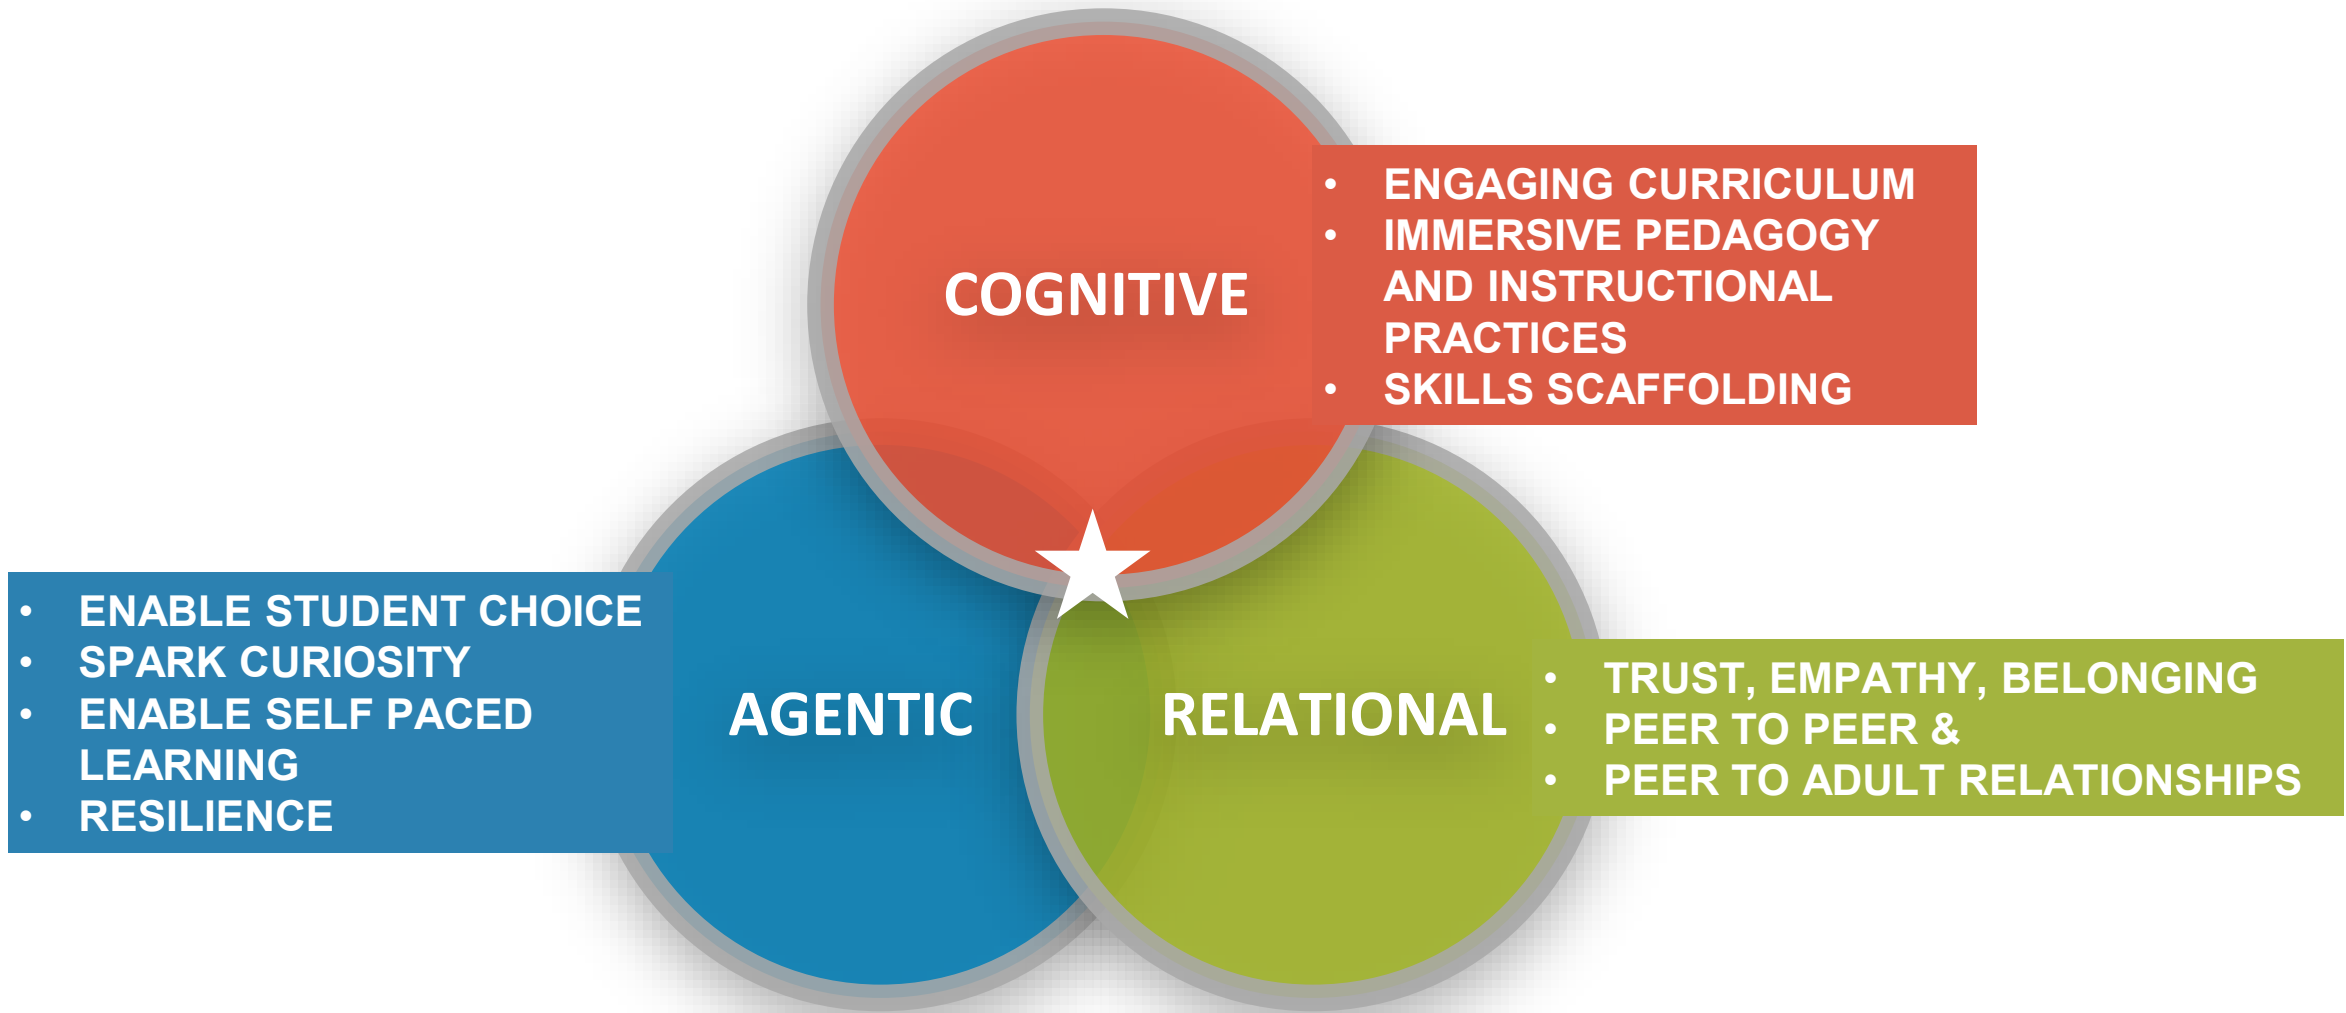 COGNITIVE
• ENGAGING CURRICULUM
• IMMERSIVE PEDAGOGY
AND INSTRUCTIONAL
PRACTICES
• SKILLS SCAFFOLDING
AGENTIC
• ENABLE STUDENT CHOICE
• SPARK CURIOSITY
• ENABLE SELF PACED
LEARNING
• RESILIENCE
RELATIONAL
• TRUST, EMPATHY, BELONGING
• PEER TO PEER &
• PEER TO ADULT RELATIONSHIPS